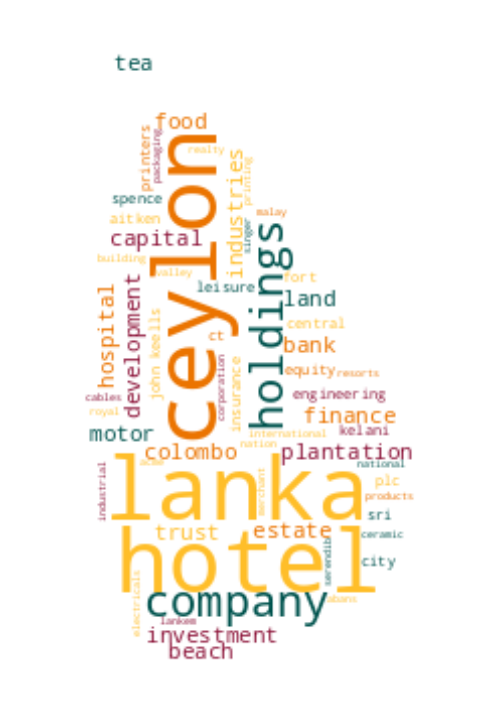 tea
food
printers
packaging
realty
ceylon
industries
printing
spence
aitken
malay
singer
capital
holdings
building
valley
leisure
fort
land
hospital
development
john keells
central
ct
bank
insurance
corporation
equity
resorts
cables
engineering
royal
finance
motor
international
kelani
nation
colombo
plantation
acme
national
lanka
industrial
merchant
plc
products
sri
trust
estate
ceramic
hotel
serendib
city
electricals
company
abans
lankem
investment
beach